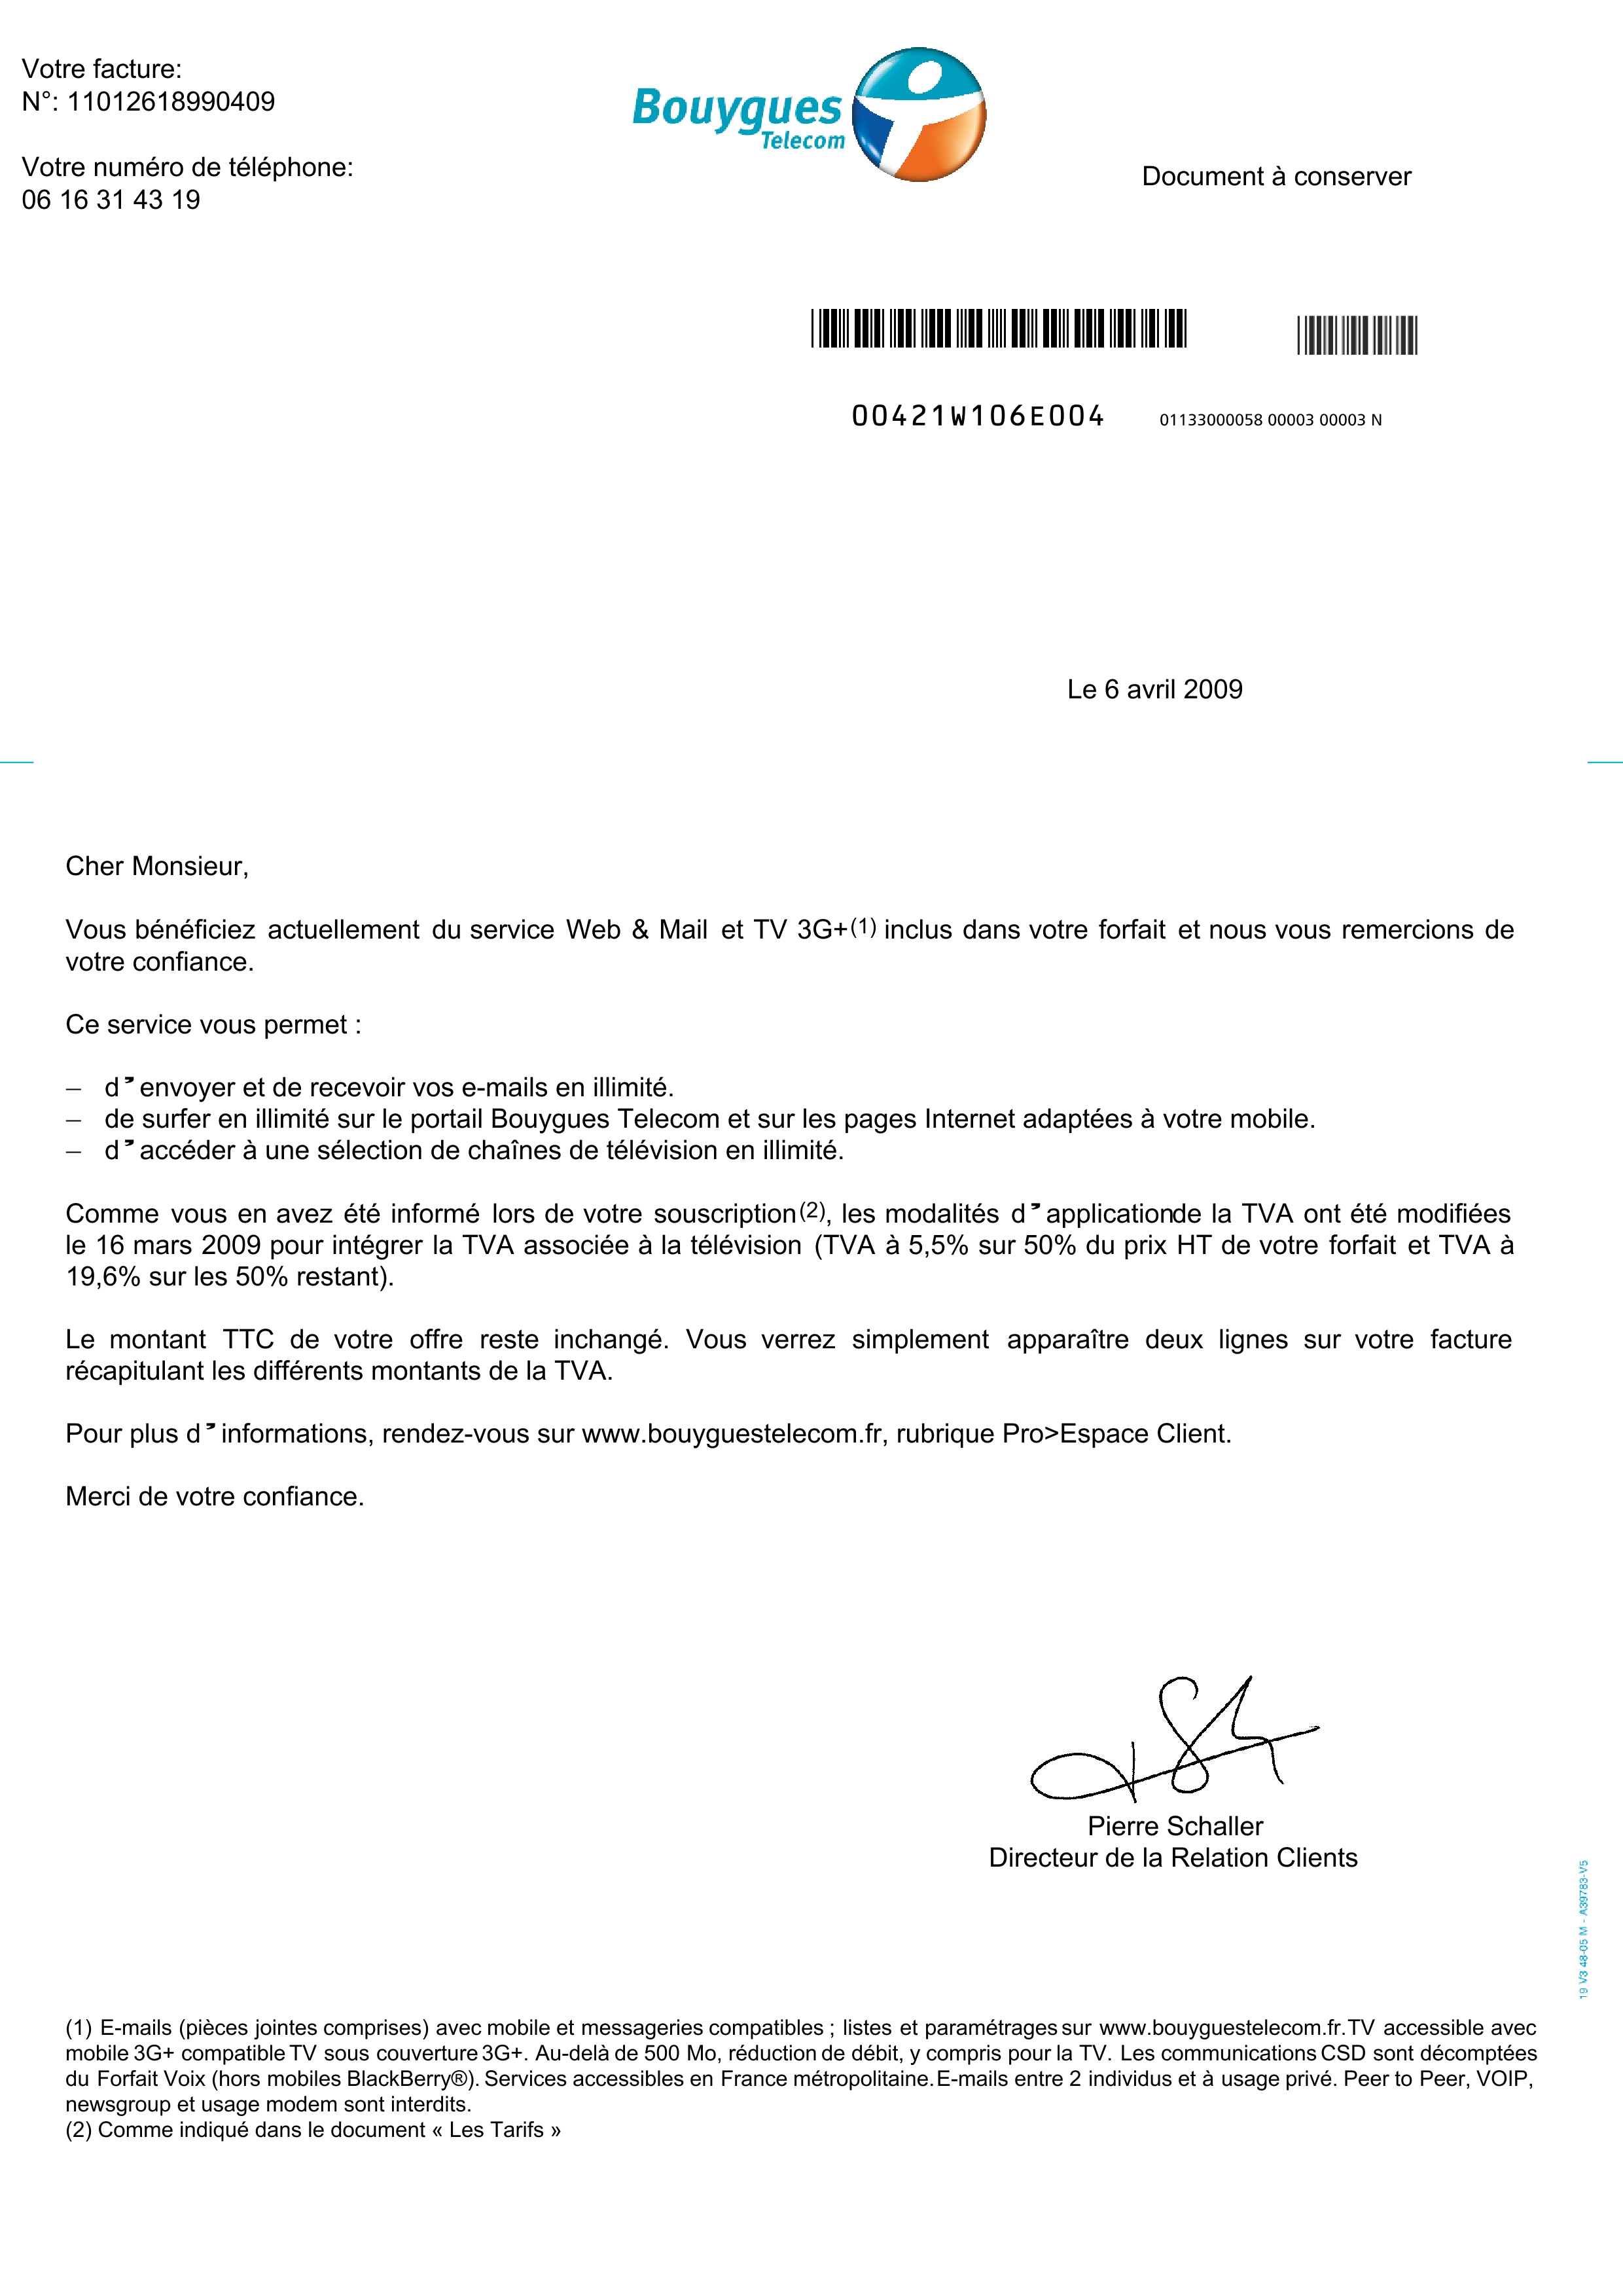 Votre facture:
N°: 11012618990409
Votre numéro de téléphone:
06 16 31 43 19
Bouygues
Telecom
Document à conserver
00421W106E004
01133000058 00003 00003 N
Le 6 avril 2009
Cher Monsieur,
Vous bénéficiez actuellement du service Web & Mail et TV 3G+(1) inclus dans votre forfait et nous vous remercions de
votre confiance.
Ce service vous permet :
– d’envoyer et de recevoir vos e-mails en illimité.
– de surfer en illimité sur le portail Bouygues Telecom et sur les pages Internet adaptées à votre mobile.
– d’accéder à une sélection de chaînes de télévision en illimité.
Comme vous en avez été informé lors de votre souscription(2), les modalités d’application de la TVA ont été modifiées
le 16 mars 2009 pour intégrer la TVA associée à la télévision (TVA à 5,5% sur 50% du prix HT de votre forfait et TVA à
19,6% sur les 50% restant).
Le montant TTC de votre offre reste inchangé. Vous verrez simplement apparaître deux lignes sur votre facture
récapitulant les différents montants de la TVA.
Pour plus d’informations, rendez-vous sur www.bouyguestelecom.fr, rubrique Pro>Espace Client.
Merci de votre confiance.
Pierre Schaller
Directeur de la Relation Clients
19 V3 48-05 M - A39783-V5
(1) E-mails (pièces jointes comprises) avec mobile et messageries compatibles ; listes et paramétrages sur www.bouyguestelecom.fr. TV accessible avec
mobile 3G+ compatible TV sous couverture 3G+. Au-delà de 500 Mo, réduction de débit, y compris pour la TV. Les communications CSD sont décomptées
du Forfait Voix (hors mobiles BlackBerry®). Services accessibles en France métropolitaine. E-mails entre 2 individus et à usage privé. Peer to Peer, VOIP,
newsgroup et usage modem sont interdits.
(2) Comme indiqué dans le document « Les Tarifs »